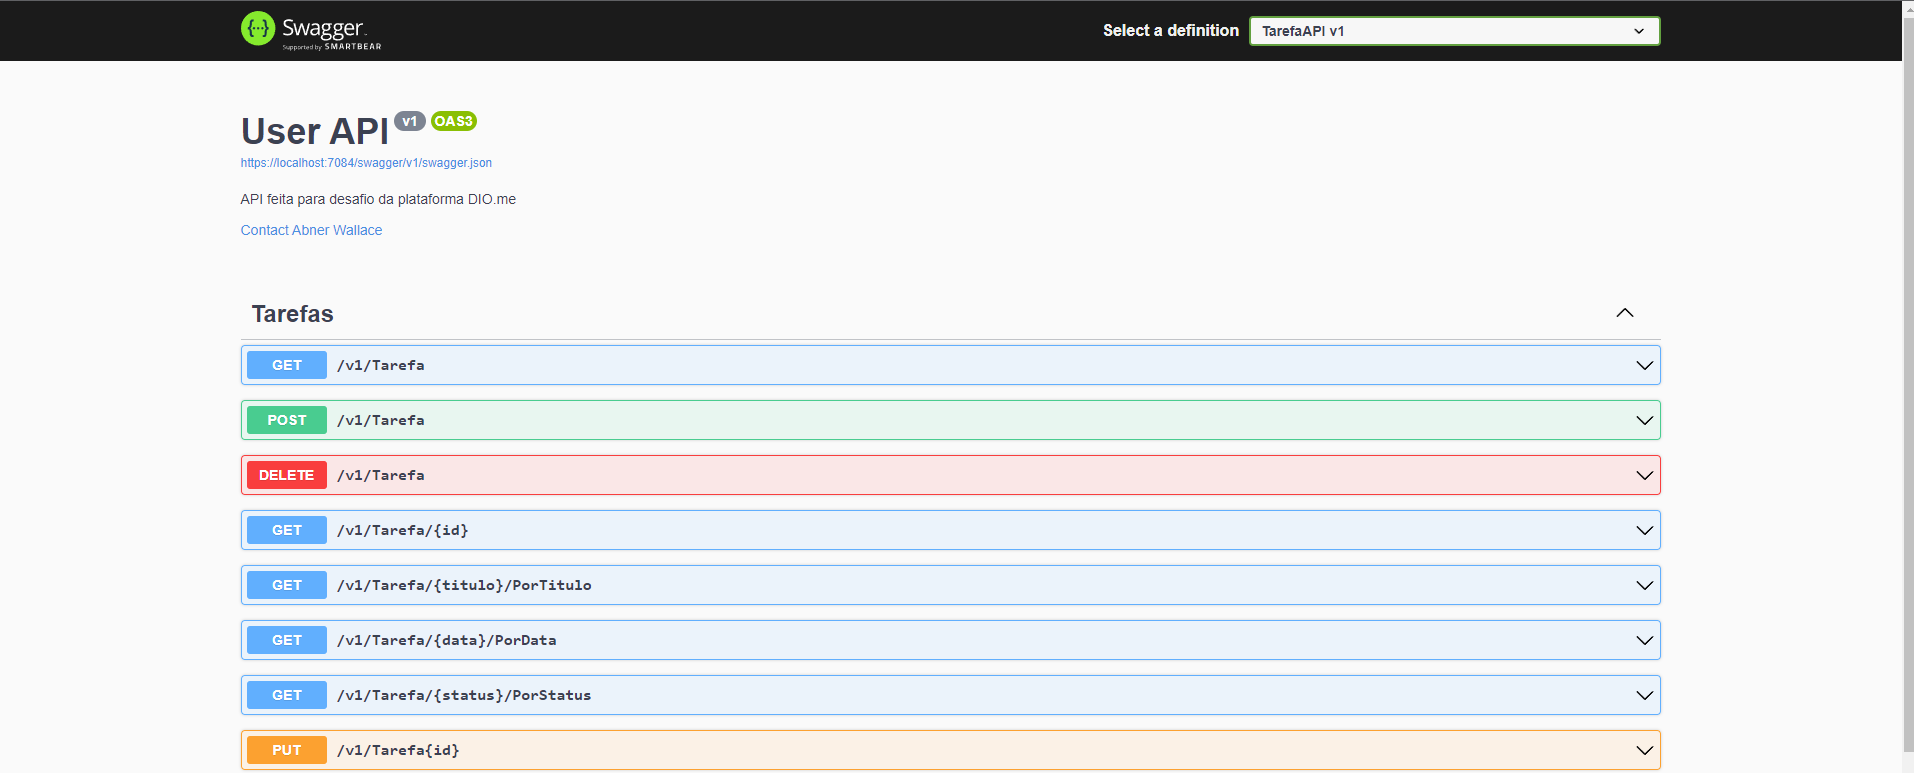 Swagger
Supported by SMARTBEAR
Select a definition
TarefaAPI v1
User API v1 OAS3
https://localhost:7084/swagger/v1/swagger.json
API feita para desafio da plataforma DIO.me
Contact Abner Wallace
Tarefas
GET /v1/Tarefa
POST /v1/Tarefa
DELETE /v1/Tarefa
GET /v1/Tarefa/{id}
GET /v1/Tarefa/{titulo}/PorTitulo
GET /v1/Tarefa/{data}/PorData
GET /v1/Tarefa/{status}/PorStatus
PUT /v1/Tarefa{id}